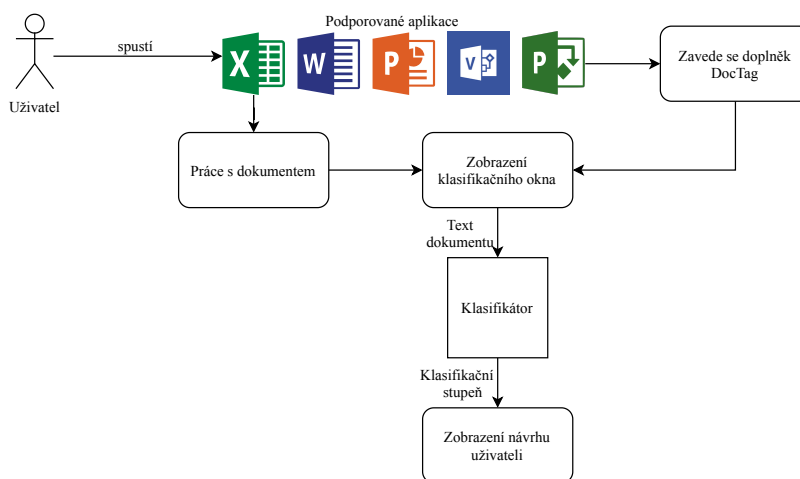 Podporované aplikace
spustí
X
W
P
V
P
Zavede se doplněk
DocTag
Uživatel
Práce s dokumentem
Zobrazení
klasifikačního okna
Text
dokumentu
Klasifikátor
Klasifikační
stupeň
Zobrazení návrhu
uživateli